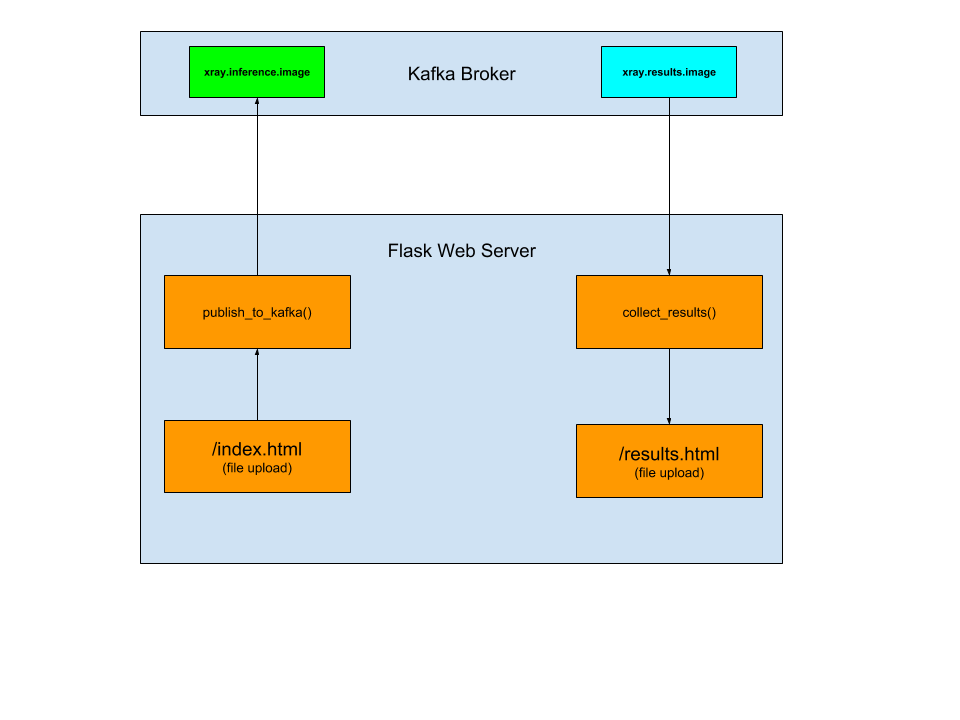 xray.inference.image
Kafka Broker
xray.results.image
Flask Web Server
publish_to_kafka()
collect_results()
/index.html
(file upload)
/results.html
(file upload)